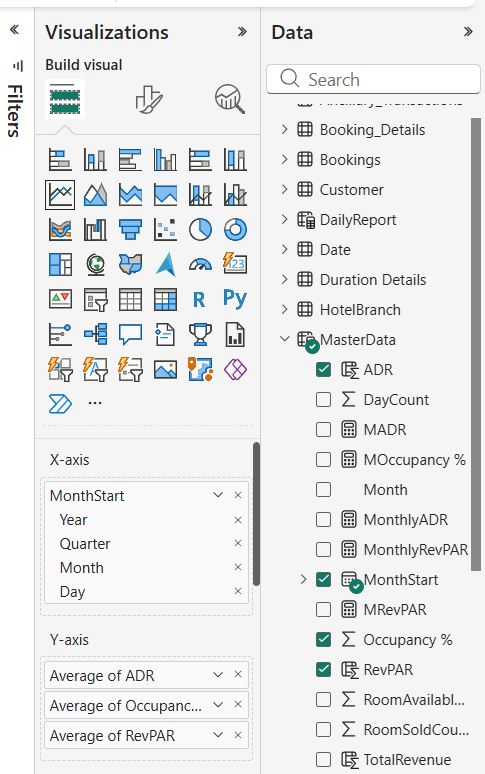 Visualizations
Data
Build visual
Search
Filters
Ancillary_Transactions
Booking_Details
Bookings
Customer
DailyReport
Date
Duration Details
HotelBranch
MasterData
ADR
DayCount
MADR
MOccupancy %
Month
MonthlyADR
MonthlyRevPAR
MonthStart
MRevPAR
Occupancy %
RevPAR
RoomAvailabl...
RoomSoldCou...
TotalRevenue
123
R
Py
...
X-axis
MonthStart
Year
Quarter
Month
Day
Y-axis
Average of ADR
Average of Occupanc...
Average of RevPAR